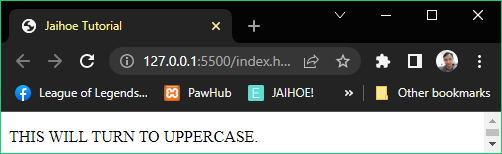 Jaihoe Tutorial
127.0.0.1:5500/index.h...
League of Legends... PawHub E JAIHOE! » Other bookmarks
THIS WILL TURN TO UPPERCASE.